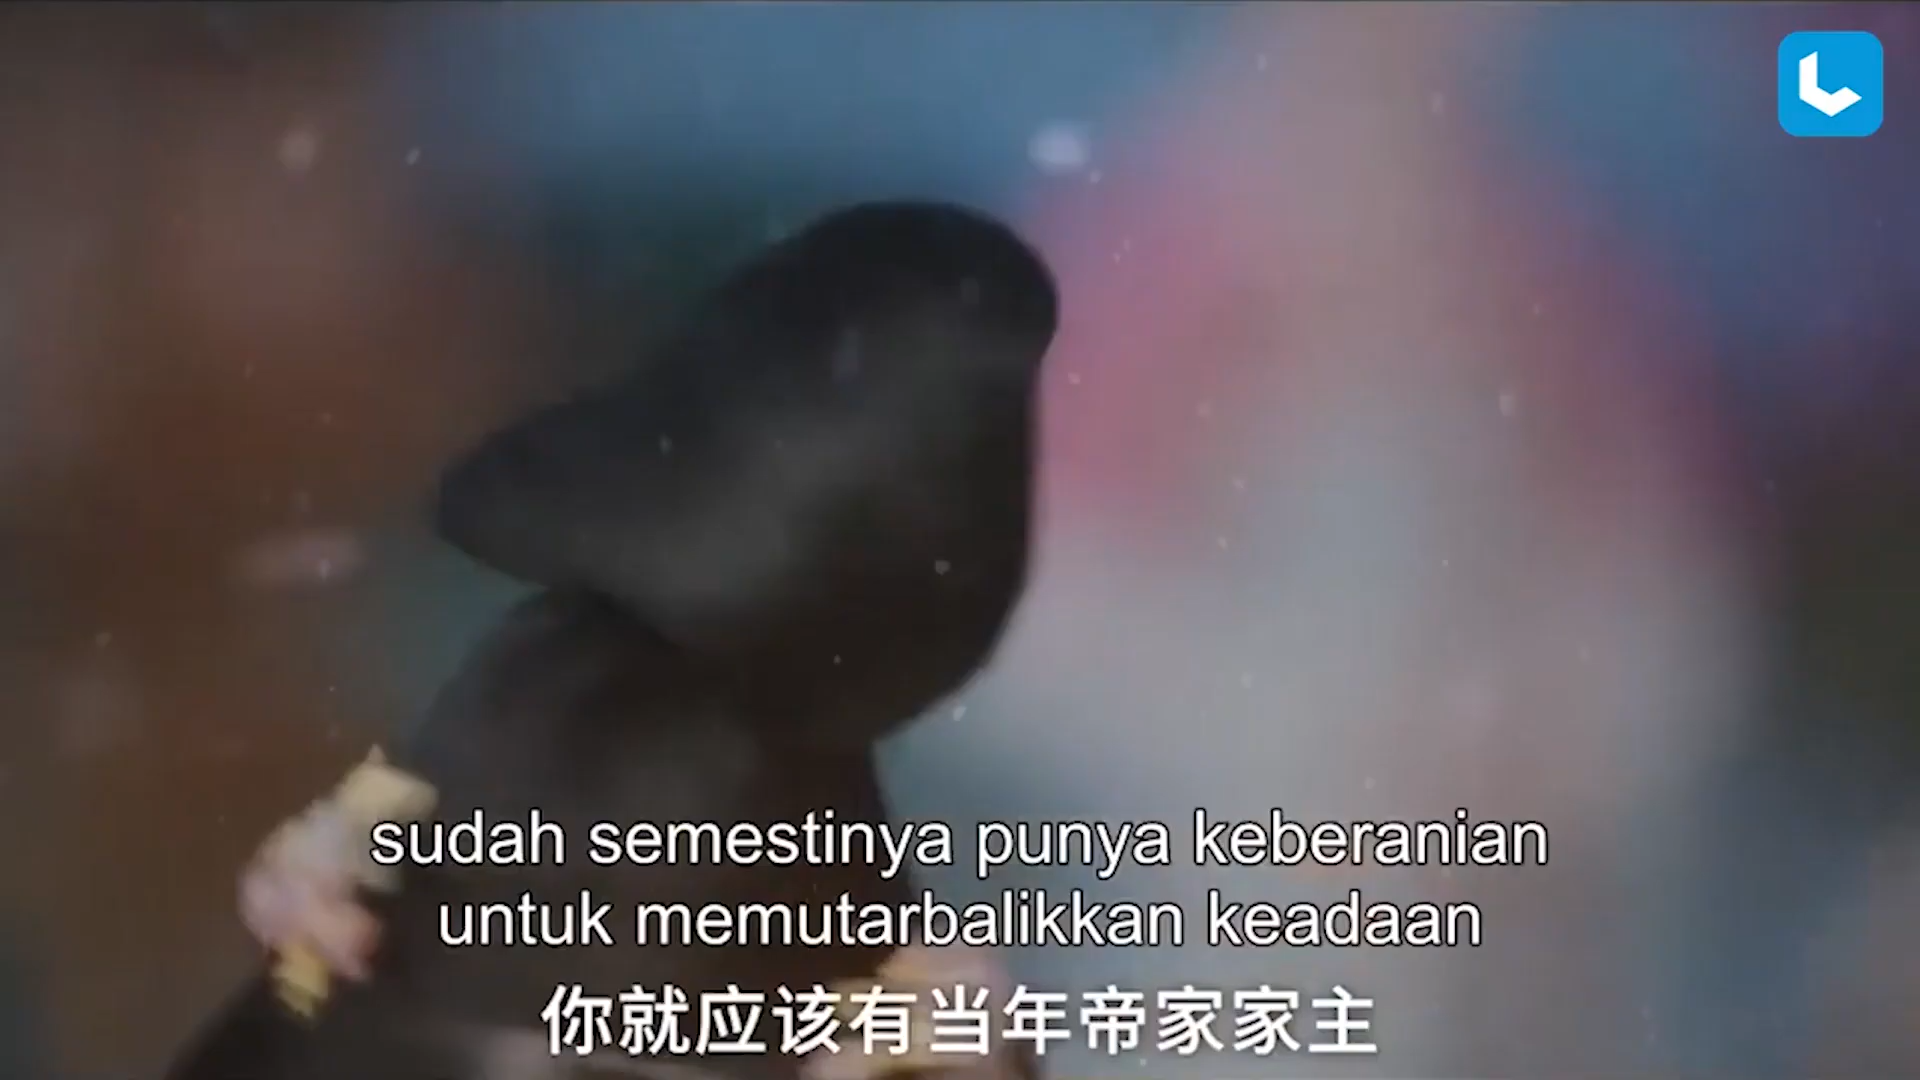 sudah semestinya punya keberanian
untuk memutarbalikkan keadaan
你就应该有当年帝家家主